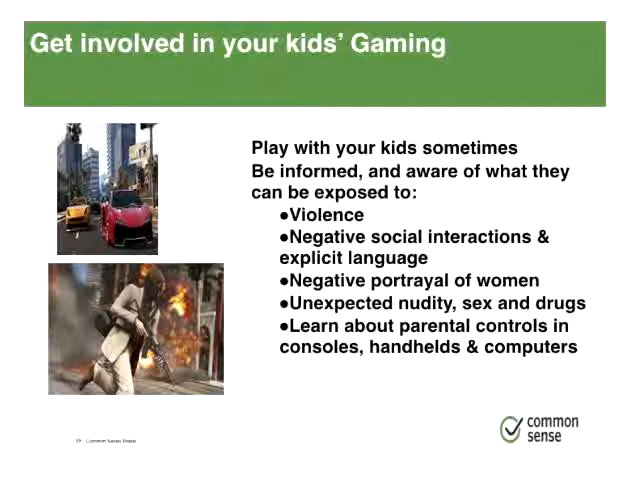 Get involved in your kids’ Gaming
Play with your kids sometimes
Be informed, and aware of what they
can be exposed to:
●Violence
●Negative social interactions &
explicit language
●Negative portrayal of women
●Unexpected nudity, sex and drugs
●Learn about parental controls in
consoles, handhelds & computers
common
sense
Common Sense